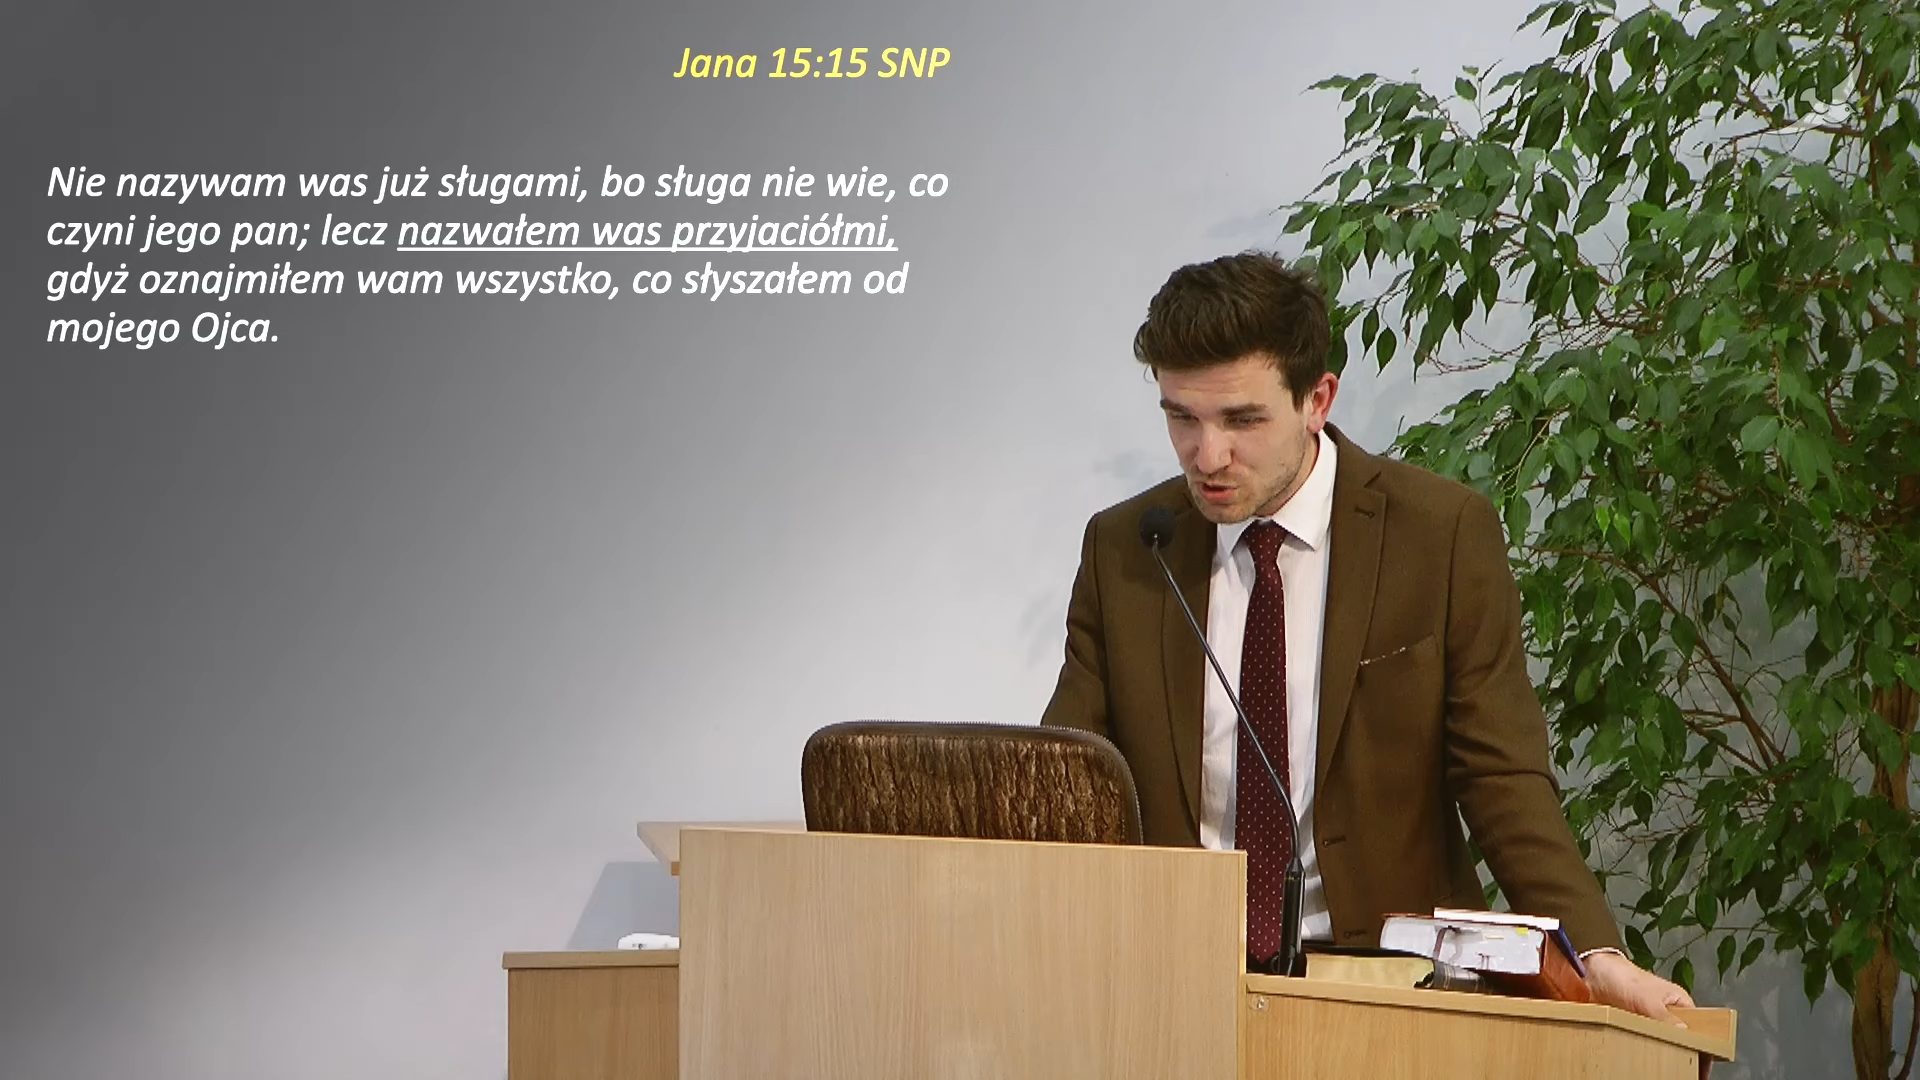 Jana 15:15 SNP
Nie nazywam was już sługami, bo sługa nie wie, co
czyni jego pan; lecz nazwałem was przyjaciółmi,
gdyż oznajmiłem wam wszystko, co słyszałem od
mojego Ojca.